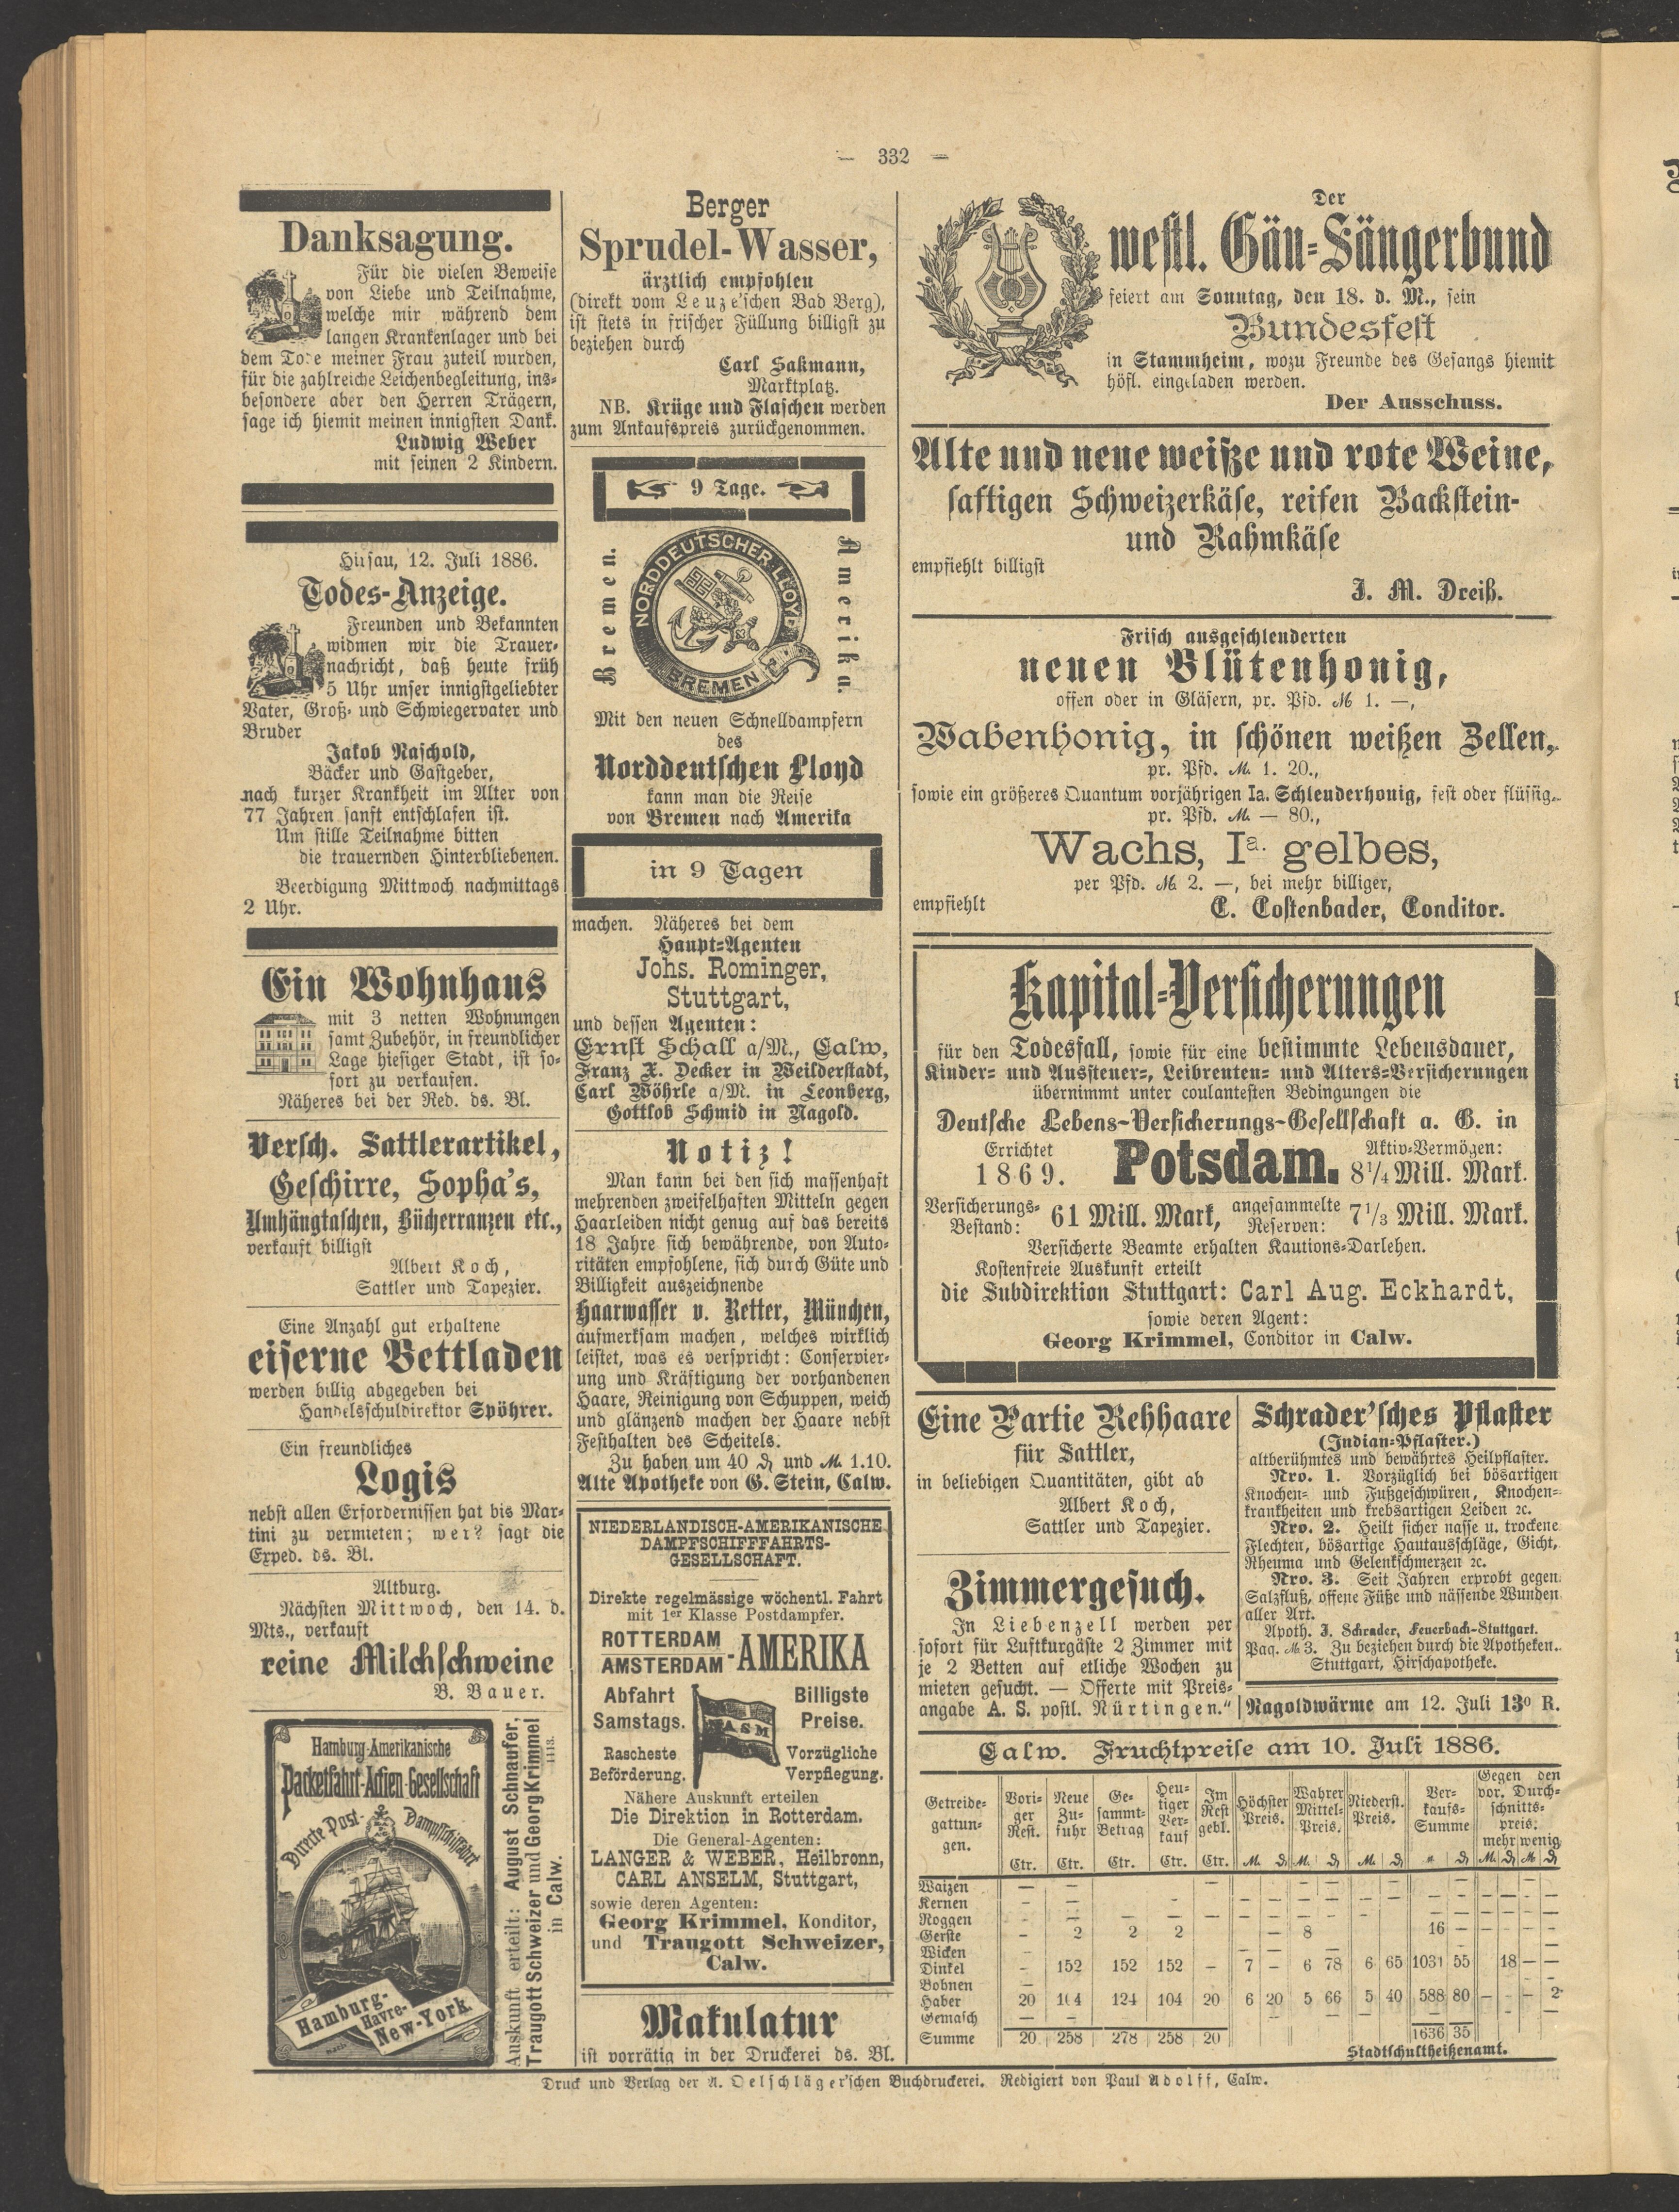 — 332 —
Danksagung.
Für die vielen Beweise
von Liebe und Teilnahme,
welche mir während dem
langen Krankenlager und bei
dem Tode meiner Frau zuteil wurden,
für die zahlreiche Leichenbegleitung, ins-
besondere aber den Herren Trägern,
sage ich hiemit meinen innigsten Dank.
Ludwig Weber
mit seinen 2 Kindern.
Hirsau, 12. Juli 1886.
Todes-Anzeige.
Freunden und Bekannten
widmen wir die Trauer-
nachricht, daß heute früh
5 Uhr unser innigstgeliebter
Vater, Groß- und Schwiegervater und
Bruder
Jakob Naschold,
Bäcker und Gastgeber,
nach kurzer Krankheit im Alter von
77 Jahren sanft entschlafen ist.
Um stille Teilnahme bitten
die trauernden Hinterbliebenen.
Beerdigung Mittwoch nachmittags
2 Uhr.
Ein Wohnhaus
mit 3 netten Wohnungen
samt Zubehör, in freundlicher
Lage hiesiger Stadt, ist so-
fort zu verkaufen.
Näheres bei der Red. ds. Bl.
Versch. Sattlerartikel,
Geschirre, Sopha's,
Umhängtaschen, Bücherranzen etc.,
verkauft billigst
Albert Koch,
Sattler und Tapezier.
Eine Anzahl gut erhaltene
eiserne Bettladen
werden billig abgegeben bei
Handelsschuldirektor Spöhrer.
Ein freundliches
Logis
nebst allen Erfordernissen hat bis Mar-
tini zu vermieten; wer? sagt die
Exped. ds. Bl.
Altburg.
Nächsten Mittwoch, den 14. d.
Mts., verkauft
reine Milchschweine
B. Bauer.
Hamburg-Amerikanische
Packetfahrt-Actien-Gesellschaft
Directe Post-Dampfschiffahrt
Hamburg-
Havre-
New-York.
Auskunft erteilt: August Schnaufer,
Traugott Schweizer und Georg Krimmel
in Calw.
1113.
Berger
Sprudel-Wasser,
ärztlich empfohlen
(direkt vom Leuze'schen Bad Berg),
ist stets in frischer Füllung billigst zu
beziehen durch
Carl Sakmann,
Marktplatz.
NB. Krüge und Flaschen werden
zum Ankaufspreis zurückgenommen.
9 Tage.
Bremen.
NORDDEUTSCHER LLOYD
BREMEN
Amerika.
Mit den neuen Schnelldampfern
des
Norddeutschen Lloyd
kann man die Reise
von Bremen nach Amerika
in 9 Tagen
machen. Näheres bei dem
Haupt-Agenten
Johs. Rominger,
Stuttgart,
und dessen Agenten:
Ernst Schall a/M., Calw,
Franz X. Decker in Weilderstadt,
Carl Wöhrle a/M. in Leonberg,
Gottlob Schmid in Nagold.
Notiz!
Man kann bei den sich massenhaft
mehrenden zweifelhaften Mitteln gegen
Haarleiden nicht genug auf das bereits
18 Jahre sich bewährende, von Auto-
ritäten empfohlene, sich durch Güte und
Billigkeit auszeichnende
Haarwasser v. Retter, München,
aufmerksam machen, welches wirklich
leistet, was es verspricht: Conservier-
ung und Kräftigung der vorhandenen
Haare, Reinigung von Schuppen, weich
und glänzend machen der Haare nebst
Festhalten des Scheitels.
Zu haben um 40 ₰ und M. 1.10.
Alte Apotheke von G. Stein, Calw.
NIEDERLANDISCH-AMERIKANISCHE
DAMPFSCHIFFFAHRTS-
GESELLSCHAFT.
Direkte regelmässige wöchentl. Fahrt
mit 1er Klasse Postdampfer.
ROTTERDAM
AMSTERDAM -AMERIKA
Abfahrt
Samstags.
Rascheste
Beförderung.
NASM
Billigste
Preise.
Vorzügliche
Verpflegung.
Nähere Auskunft erteilen
Die Direktion in Rotterdam.
Die General-Agenten:
LANGER & WEBER, Heilbronn,
CARL ANSELM, Stuttgart,
sowie deren Agenten:
Georg Krimmel, Konditor,
und Traugott Schweizer,
Calw.
Makulatur
ist vorrätig in der Druckerei ds. Bl.
Der
westl. Gäu-Sängerbund
feiert am Sonntag, den 18. d. M., sein
Bundesfest
in Stammheim, wozu Freunde des Gesangs hiemit
höfl. eingeladen werden.
Der Ausschuss.
Alte und neue weiße und rote Weine,
saftigen Schweizerkäse, reifen Backstein-
und Rahmkäse
empfiehlt billigst
J. M. Dreiß.
Frisch ausgeschlenderten
neuen Blütenhonig,
offen oder in Gläsern, pr. Pfd. M 1. —,
Wabenhonig, in schönen weißen Zellen,
pr. Pfd. M. 1. 20.,
sowie ein größeres Quantum vorjährigen Ia. Schleuderhonig, fest oder flüssig,
pr. Pfd. M. — 80.,
Wachs, Ia. gelbes,
per Pfd. M. 2. —, bei mehr billiger,
empfiehlt
C. Costenbader, Conditor.
Kapital-Versicherungen
für den Todesfall, sowie für eine bestimmte Lebensdauer,
Kinder- und Aussteuer-, Leibrenten- und Alters-Versicherungen
übernimmt unter coulantesten Bedingungen die
Deutsche Lebens-Versicherungs-Gesellschaft a. G. in
Errichtet
1869.
Potsdam.
Aktiv-Vermögen:
8¼ Mill. Mark.
Versicherungs-
Bestand: 61 Mill. Mark, angesammelte
Reserven: 7⅓ Mill. Mark.
Versicherte Beamte erhalten Kautions-Darlehen.
Kostenfreie Auskunft erteilt
die Subdirektion Stuttgart: Carl Aug. Eckhardt,
sowie deren Agent:
Georg Krimmel, Conditor in Calw.
Eine Partie Rehhaare
für Sattler,
in beliebigen Quantitäten, gibt ab
Albert Koch,
Sattler und Tapezier.
Zimmergesuch.
In Liebenzell werden per
sofort für Luftkurgäste 2 Zimmer mit
je 2 Betten auf etliche Wochen zu
mieten gesucht. — Offerte mit Preis-
angabe A. S. postl. Nürtingen."
Schrader'sches Pflaster
(Indian-Pflaster.)
altberühmtes und bewährtes Heilpflaster.
Nro. 1. Vorzüglich bei bösartigen
Knochen- und Fußgeschwüren, Knochen-
krankheiten und krebsartigen Leiden ꝛc.
Nro. 2. Heilt sicher nasse u. trockene
Flechten, bösartige Hautausschläge, Gicht,
Rheuma und Gelenkschmerzen ꝛc.
Nro. 3. Seit Jahren erprobt gegen
Salzfluß, offene Füße und nässende Wunden
aller Art.
Apoth. J. Schrader, Feuerbach-Stuttgart.
Paq. M 3. Zu beziehen durch die Apotheken.
Stuttgart, Hirschapotheke.
Nagoldwärme am 12. Juli 13° R.
Calw. Fruchtpreise am 10. Juli 1886.
Getreide-
gattun-
gen. | Vori-
ger
Rest. | Neue
Zu-
fuhr | Ge-
sammt-
Betrag | Heu-
tiger
Ver-
kauf | Im
Rest
gebl. | Höchster
Preis. | Wahrer
Mittel-
Preis. | Niederst.
Preis. | Ver-
kaufs-
Summe | Gegen den
vor. Durch-
schnitts-
preis.
mehr wenig
Ctr. Ctr. Ctr. Ctr. Ctr. M. ₰ M. ₰ M. ₰ „ ₰ M. ₰ M ₰
Waizen — —
Kernen
Roggen
Gerste — 2 2 2 — 8 16 —
Wicken
Dinkel — 152 152 152 — 7 — 6 78 6 65 1031 55 18 — —
Bohnen
Haber 20 104 124 104 20 6 20 5 66 5 40 588 80 — — — 2
Gemasch
Summe 20 258 278 258 20 1636 35
Stadtschultheißenamt.
Druck und Verlag der A. Oelschläger'schen Buchdruckerei. Redigiert von Paul Adolff, Calw.